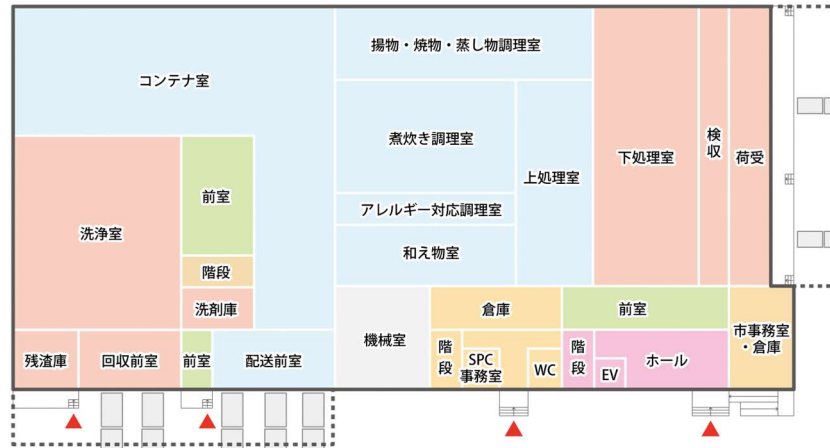 揚物・焼物・蒸し物調理室
コンテナ室
煮炊き調理室
上処理室
下処理室
検収
荷受
前室
アレルギー対応調理室
洗浄室
和え物室
階段
洗剤庫
倉庫
前室
機械室
市事務室
・倉庫
残渣庫
回収前室
前室
配送前室
階段
SPC
事務室
WC
階段
EV
ホール